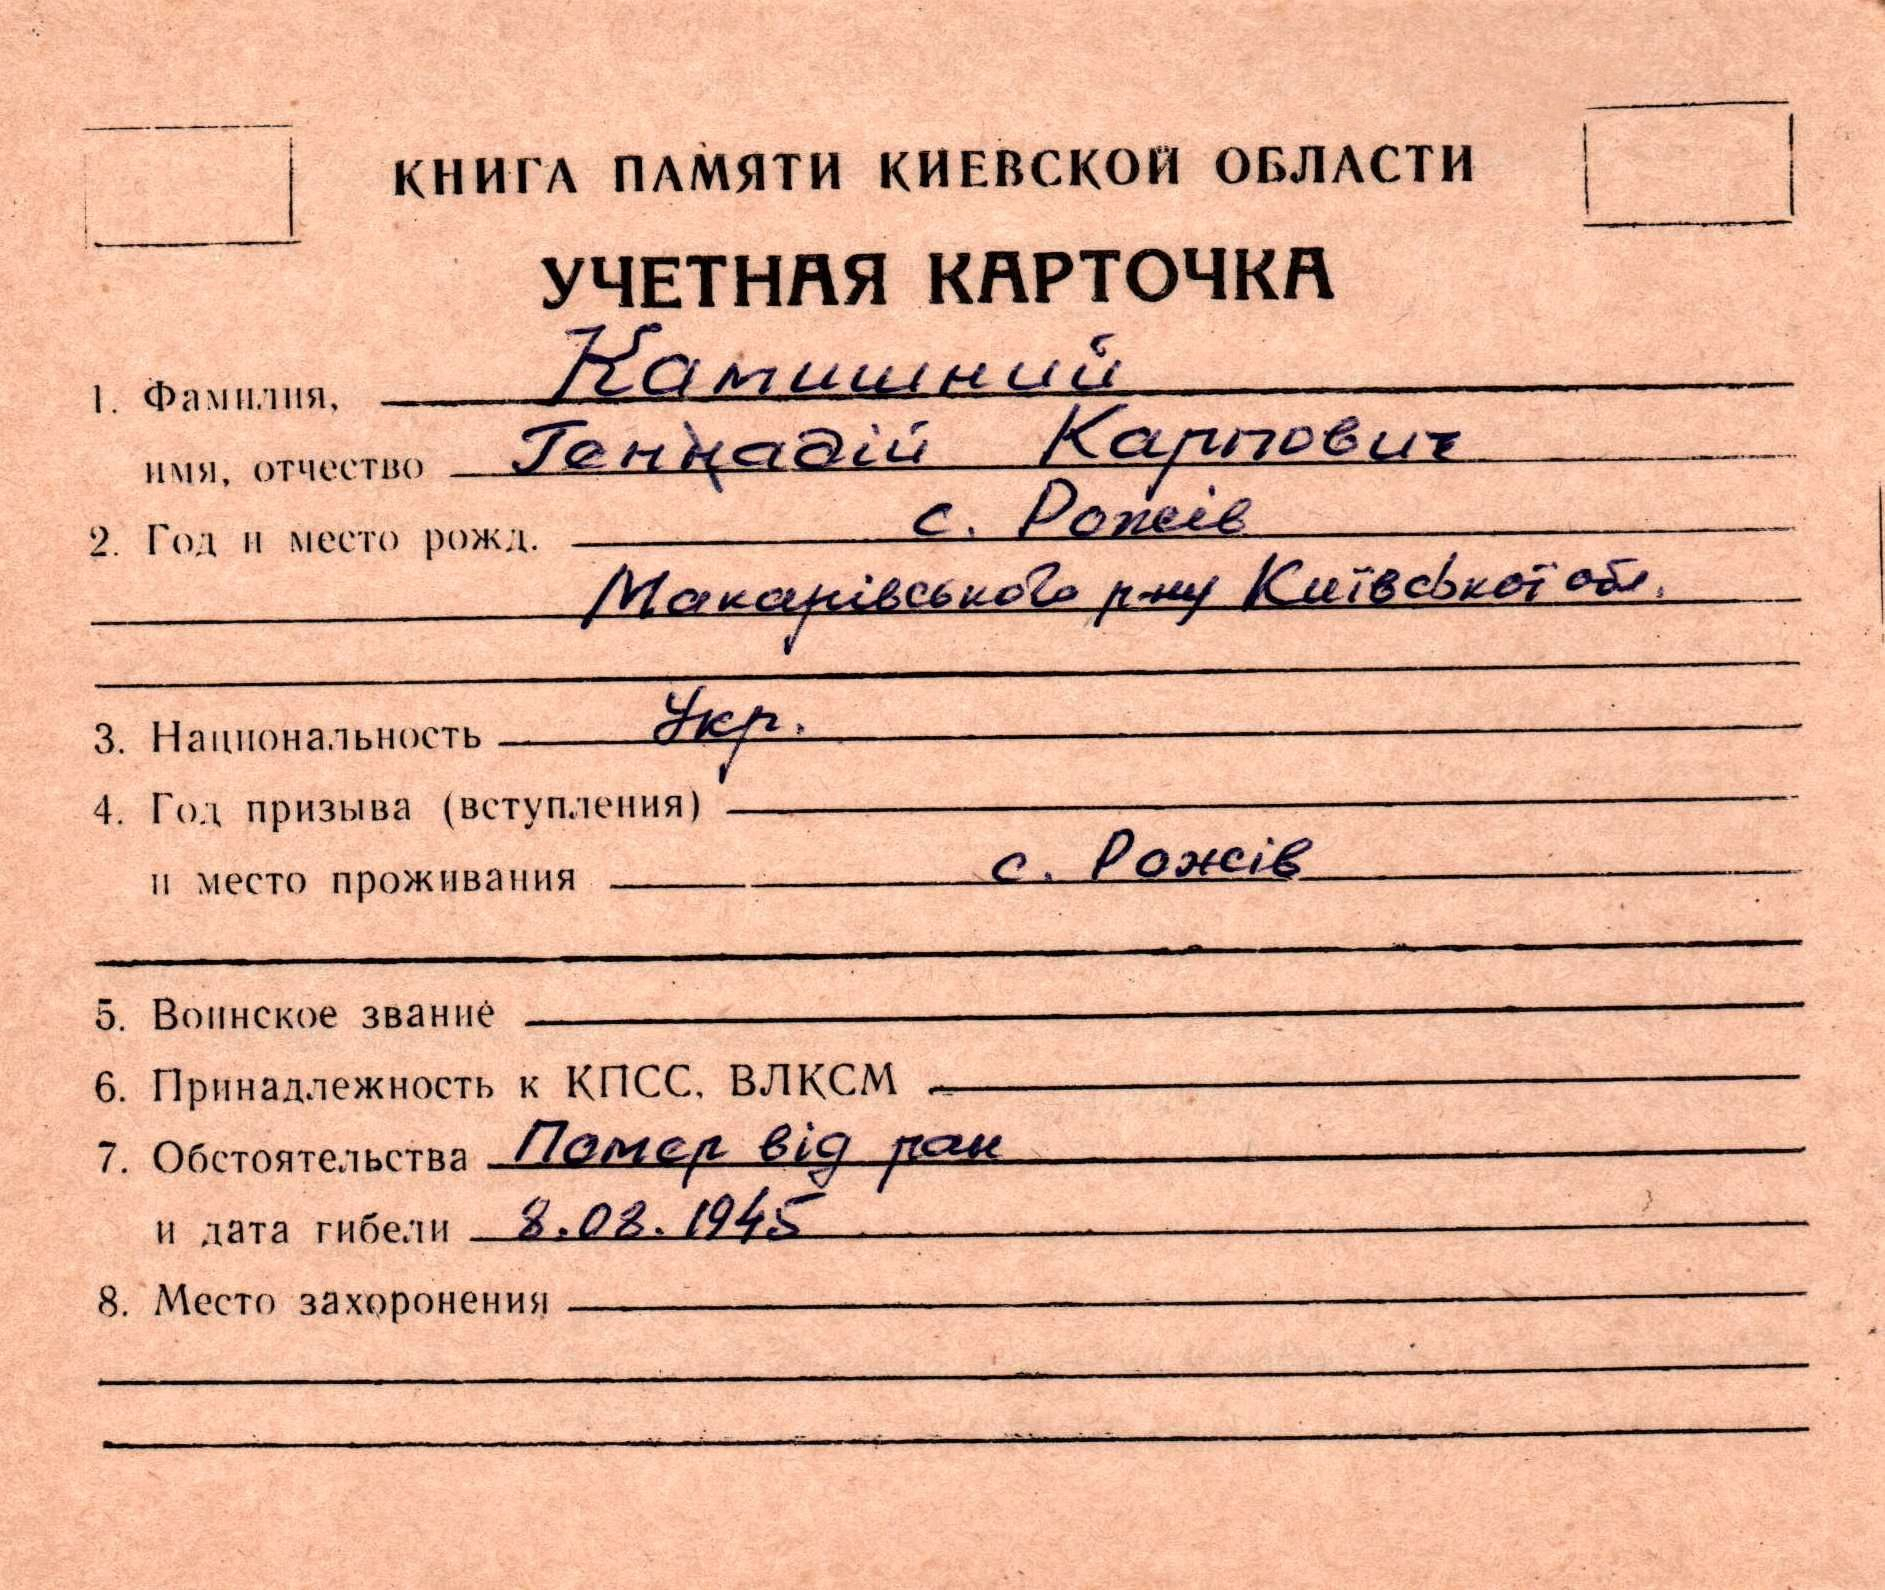 КНИГА ПАМЯТИ КИЕВСКОЙ ОБЛАСТИ
УЧЕТНАЯ КАРТОЧКА
1. Фамилия, Камишний
имя, отчество Геннадій Карпович
2. Год и место рожд. с. Рожів
Макарівського р-ну Київської обл.
3. Национальность Укр.
4. Год призыва (вступления)
и место проживания с. Рожів
5. Воинское звание
6. Принадлежность к КПСС, ВЛКСМ
7. Обстоятельства Помер від ран
и дата гибели 8.08.1945
8. Место захоронения